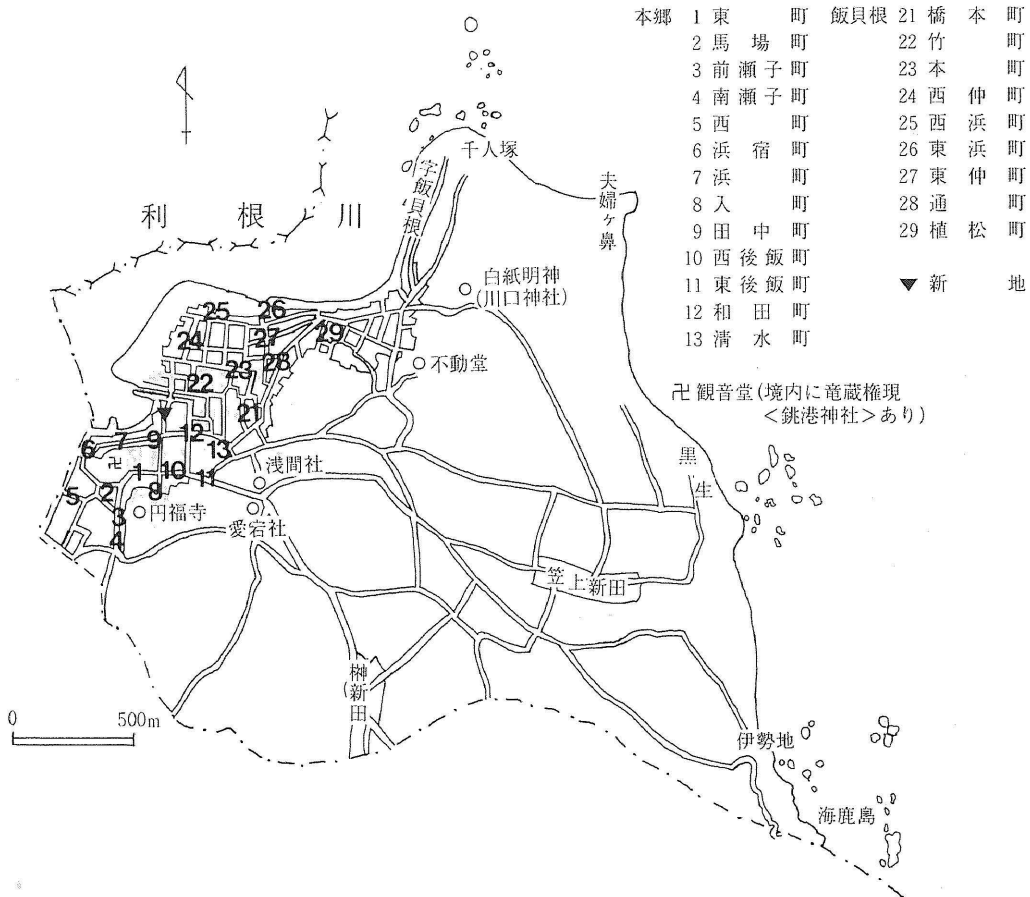 本郷 1 東町
2 馬場町
3 前瀬子町
4 南瀬子町
5 西町
6 浜宿町
7 浜町
8 入町
9 田中町
10 西後飯町
11 東後飯町
12 和田町
13 清水町
飯貝根 21 橋本町
22 竹町
23 本町
24 西仲町
25 西浜町
26 東浜町
27 東仲町
28 通町
29 植松町
▼ 新地
卍 観音堂(境内に竜蔵権現
<銚港神社>あり)
千人塚
字飯貝根
夫婦ヶ鼻
利根川
白紙明神
(川口神社)
不動堂
25
26
24
27
19
23
28
22
21
12
7
9
13
6
卍
1
10
11
5
2
8
3
4
浅間社
円福寺
愛宕社
黒生
笠上新田
榊新田
0 500m
伊勢地
海鹿島